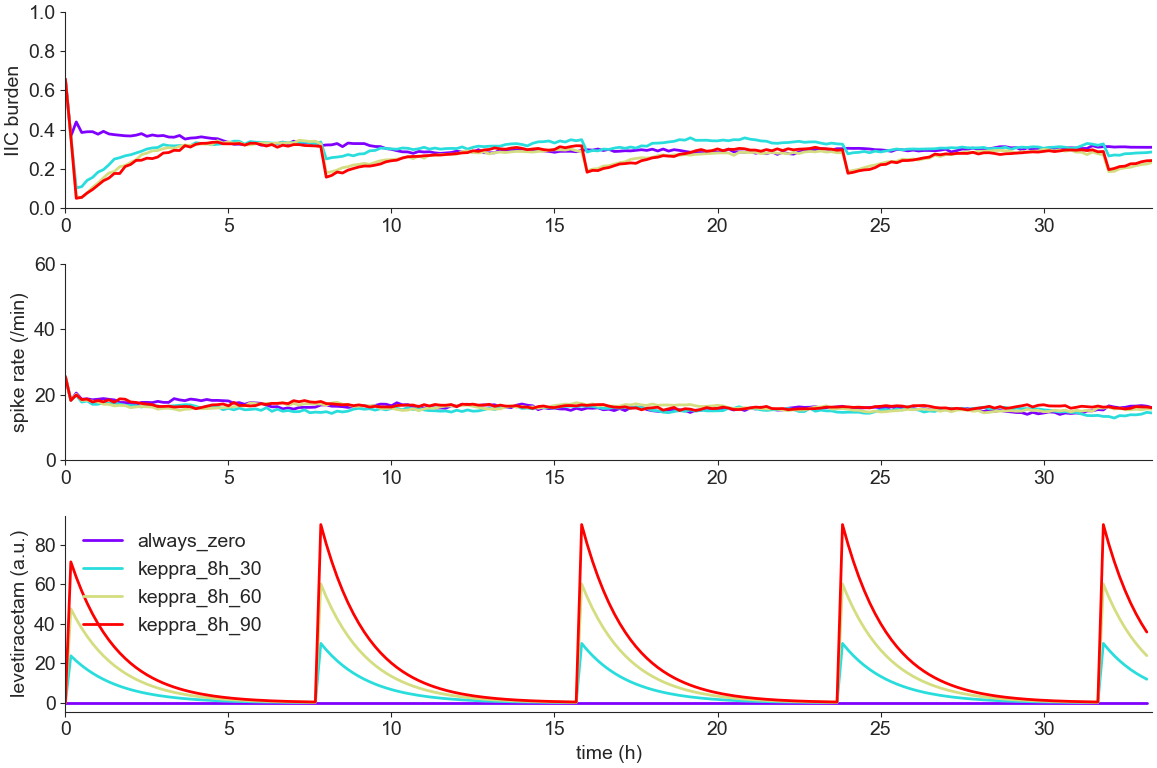 IIC burden
1.0
0.8
0.6
0.4
0.2
0.0
0 5 10 15 20 25 30
spike rate (/min)
60
40
20
0
0 5 10 15 20 25 30
levetiracetam (a.u.)
80
60
40
20
0
always_zero
keppra_8h_30
keppra_8h_60
keppra_8h_90
0 5 10 15 20 25 30
time (h)